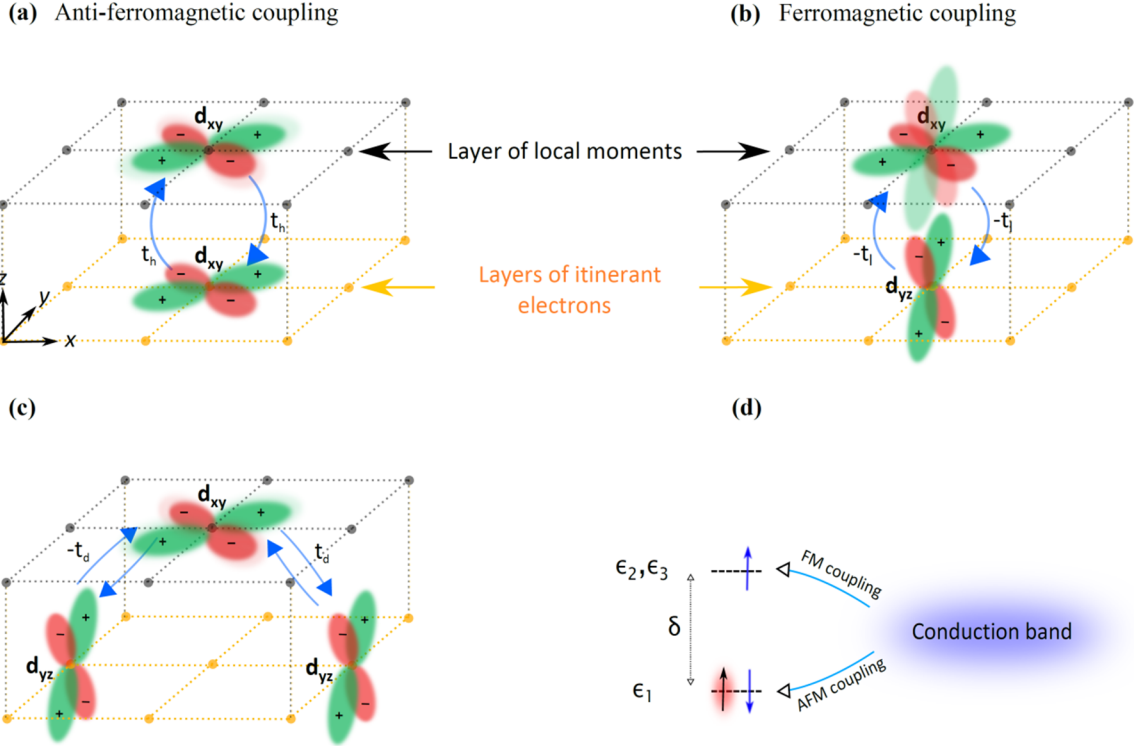 (a) Anti-ferromagnetic coupling
(b) Ferromagnetic coupling
dxy
− +
+ −
th
th
dxy
− +
+ −
z
y
x
Layer of local moments
Layers of itinerant
electrons
dxy
− +
+ −
-tl
-tl
− +
dyz
+ −
(c)
dxy
− +
+ −
-td
td
+
−
dyz
−
+
+
−
dyz
−
+
(d)
ϵ2,ϵ3
FM coupling
δ
Conduction band
ϵ1
AFM coupling